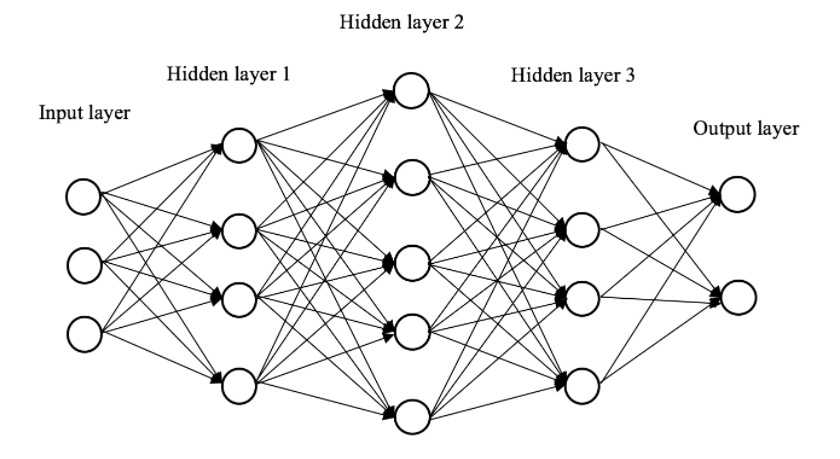 Hidden layer 2
Hidden layer 1
Hidden layer 3
Input layer
Output layer